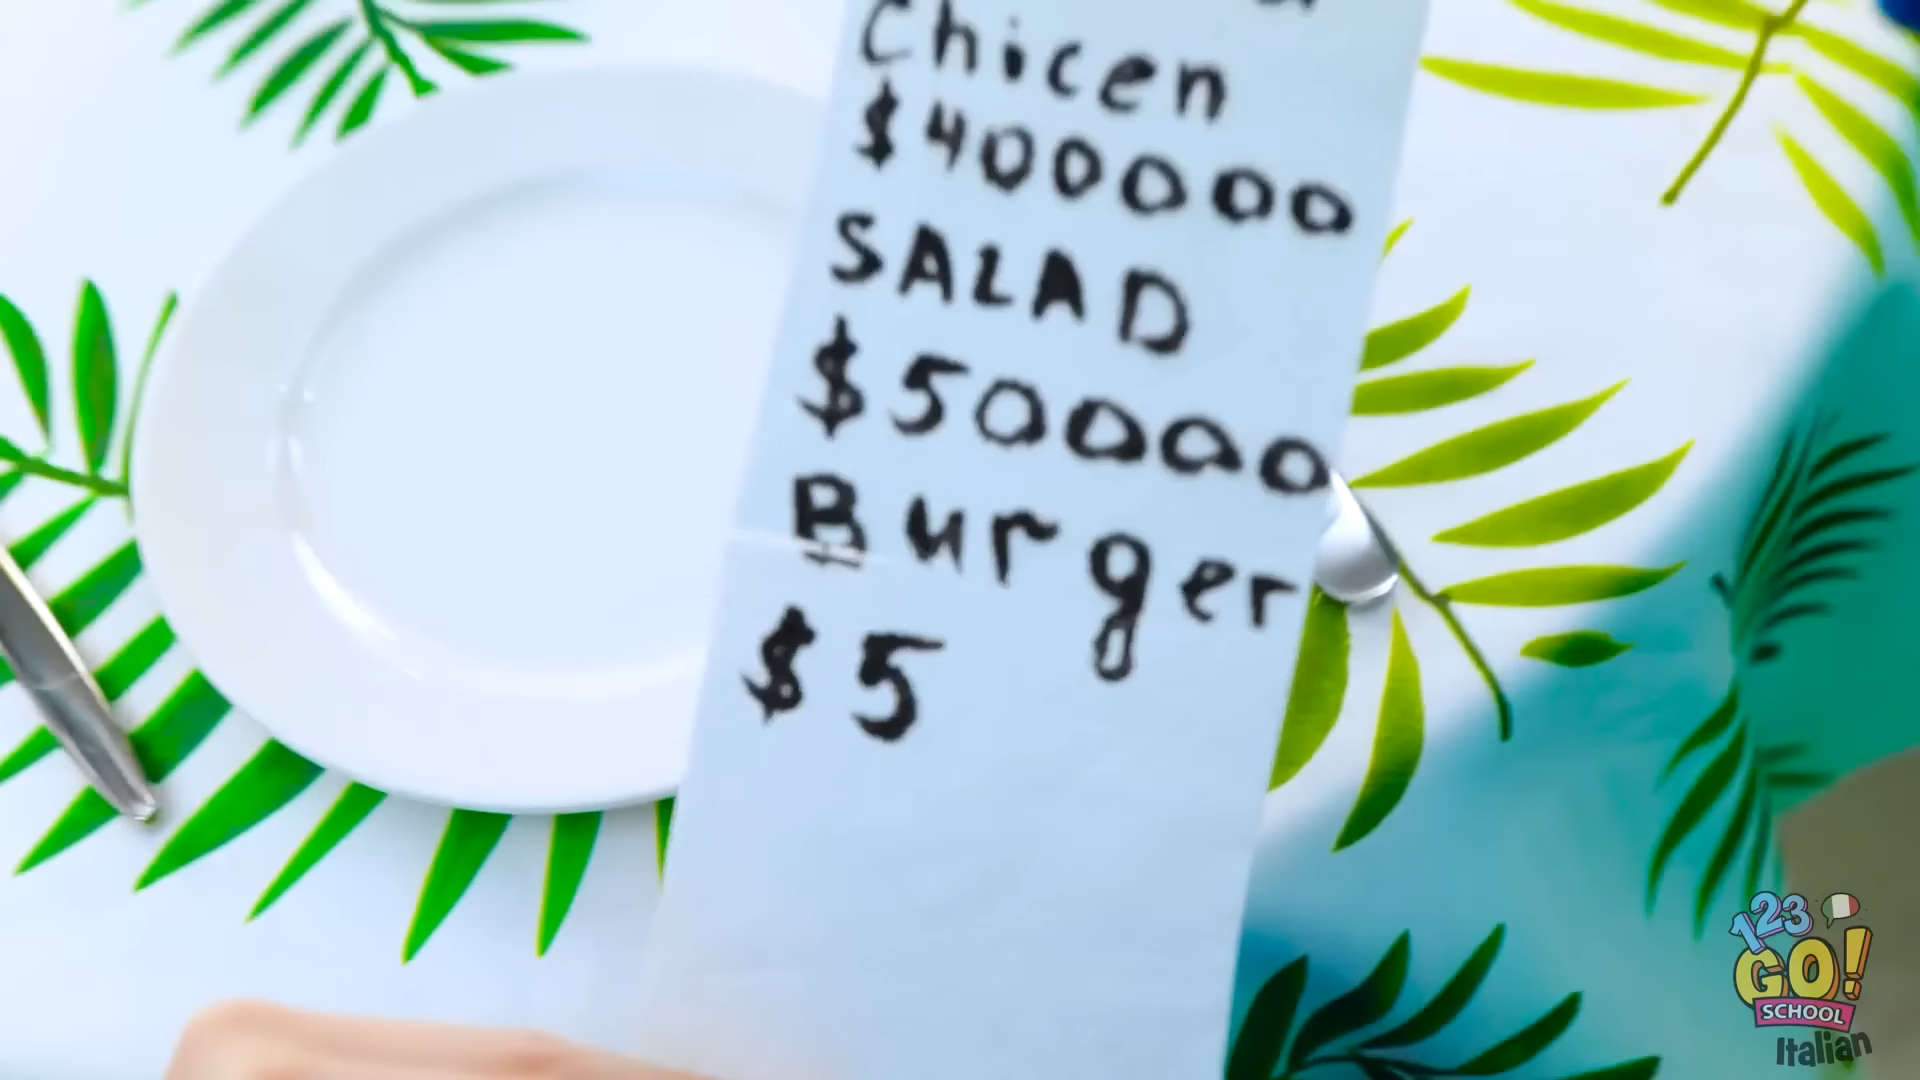 Chicen
$400000
SALAD
$50000
Burger
$5
123
GO!
SCHOOL
Italian